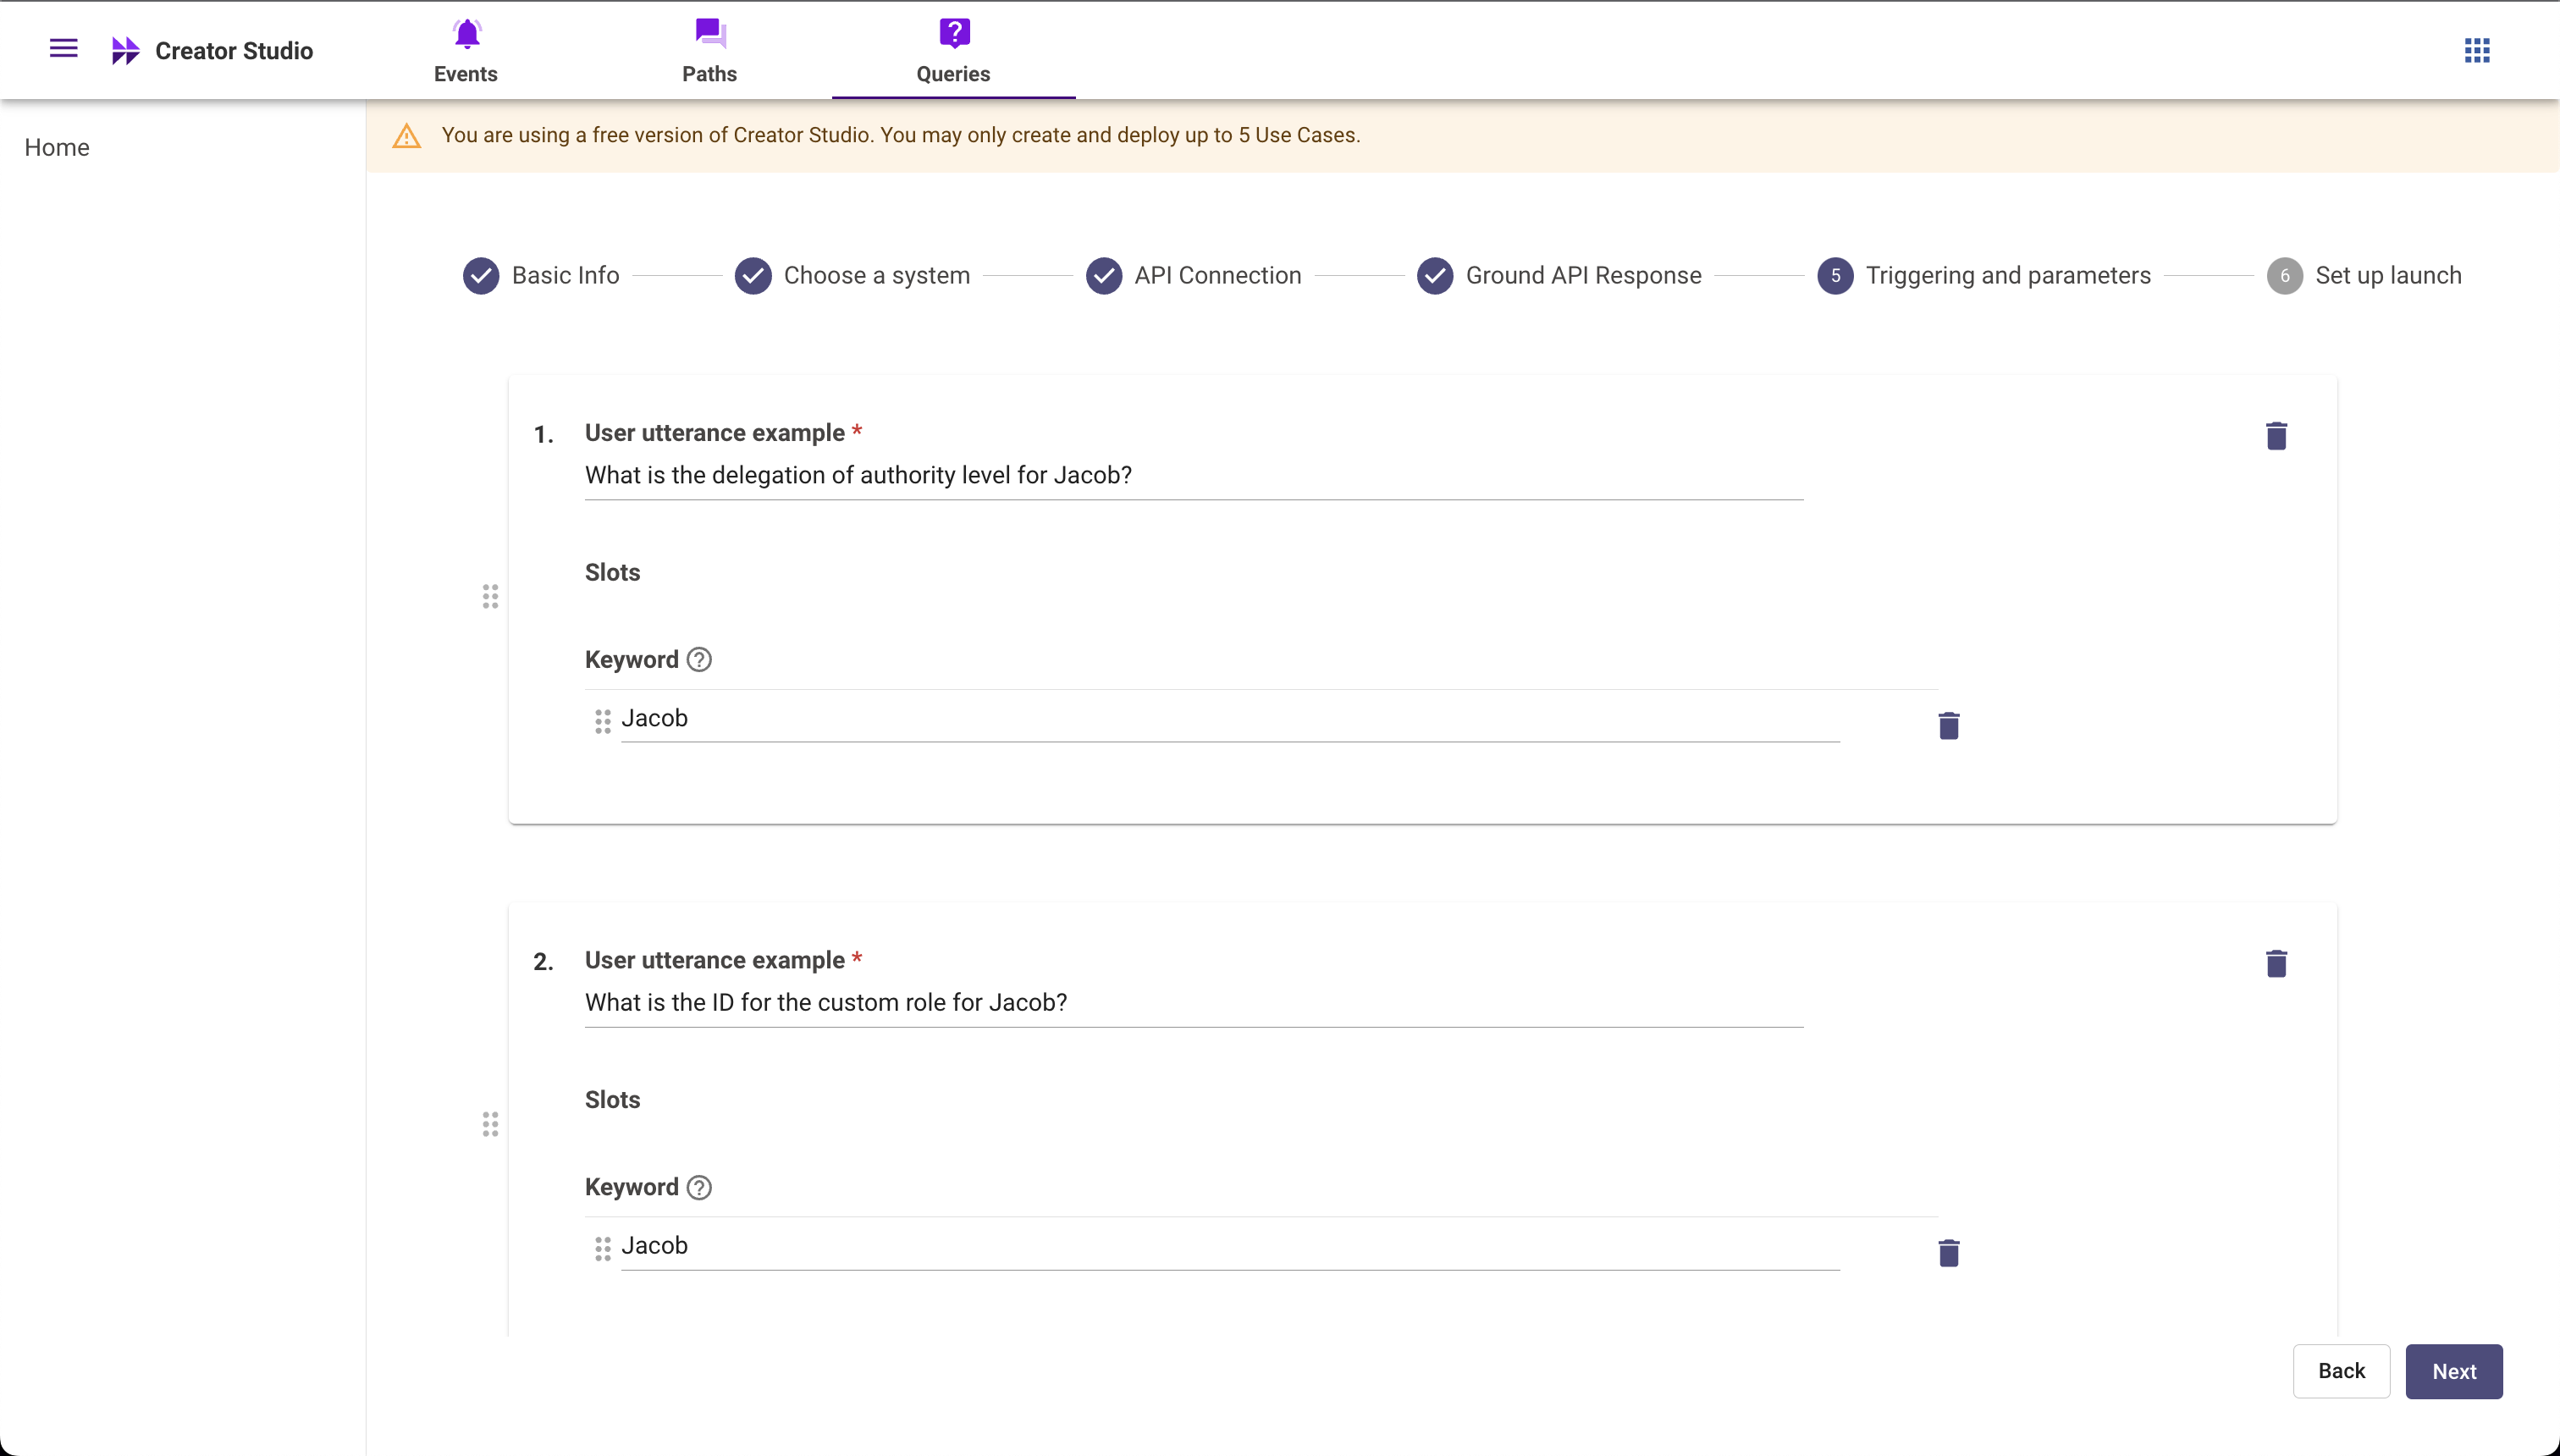 Creator Studio
Events
Paths
Queries
Home
You are using a free version of Creator Studio. You may only create and deploy up to 5 Use Cases.
Basic Info
Choose a system
API Connection
Ground API Response
5 Triggering and parameters
6 Set up launch
1. User utterance example *
What is the delegation of authority level for Jacob?
Slots
Keyword ?
Jacob
2. User utterance example *
What is the ID for the custom role for Jacob?
Slots
Keyword ?
Jacob
Back
Next